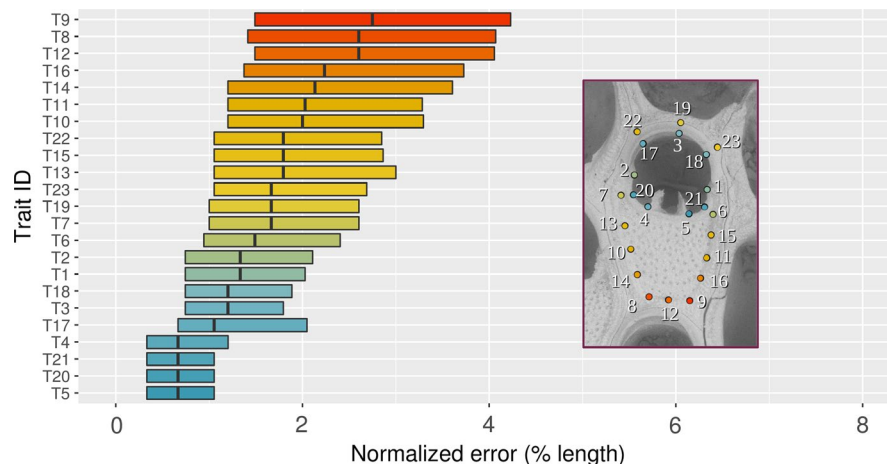 T9
T8
T12
T16
T14
T11
T10
T22
T15
T13
T23
T19
T7
T6
T2
T1
T18
T3
T17
T4
T21
T20
T5
Trait ID
0 2 4 6 8
Normalized error (% length)
19
22 23
3
17 18
2
20 1
7 21
4 6
5
13
15
10 11
14 16
8 9
12